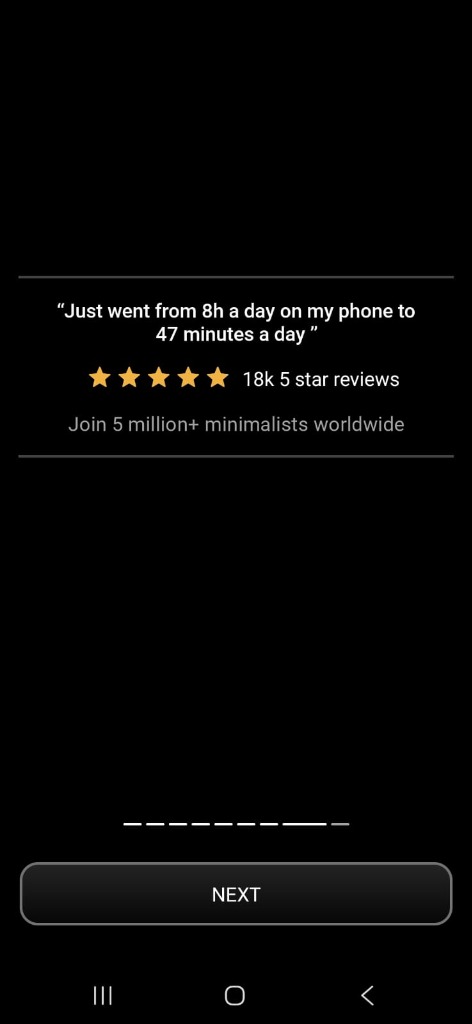 “Just went from 8h a day on my phone to
47 minutes a day ”
18k 5 star reviews
Join 5 million+ minimalists worldwide
NEXT